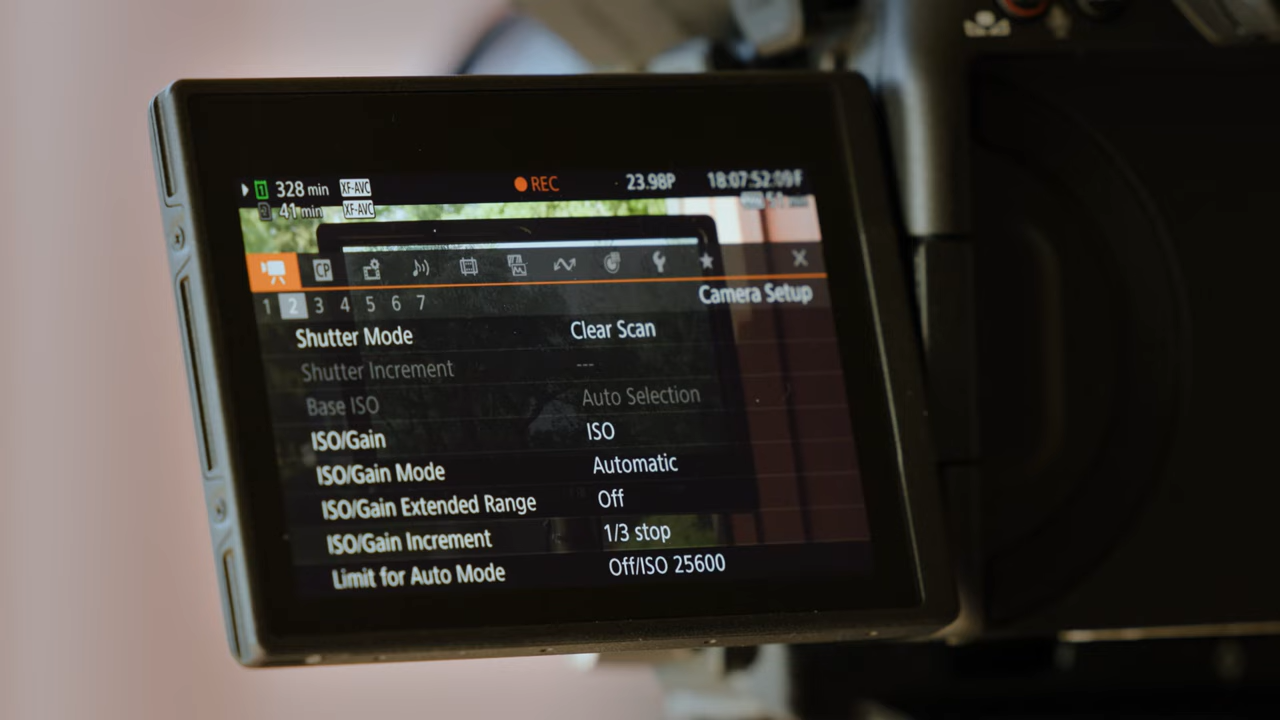 1 328 min XF-AVC REC 23.98P 18:07:52:09F
41 min XF-AVC
CP
1 2 3 4 5 6 7 Camera Setup
Shutter Mode Clear Scan
Shutter Increment ---
Base ISO Auto Selection
ISO/Gain ISO
ISO/Gain Mode Automatic
ISO/Gain Extended Range Off
ISO/Gain Increment 1/3 stop
Limit for Auto Mode Off/ISO 25600